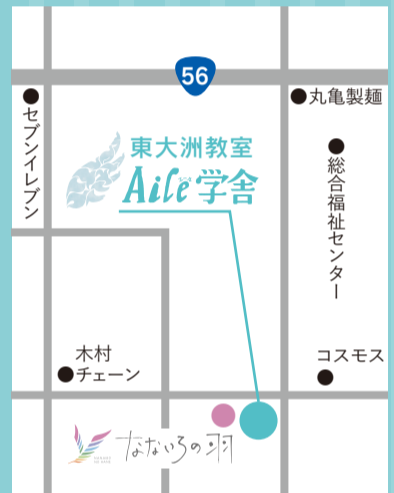 56
丸亀製麺
セブンイレブン
総合福祉センター
東大洲教室
Aile学舎
木村
チェーン
コスモス
なないろの羽